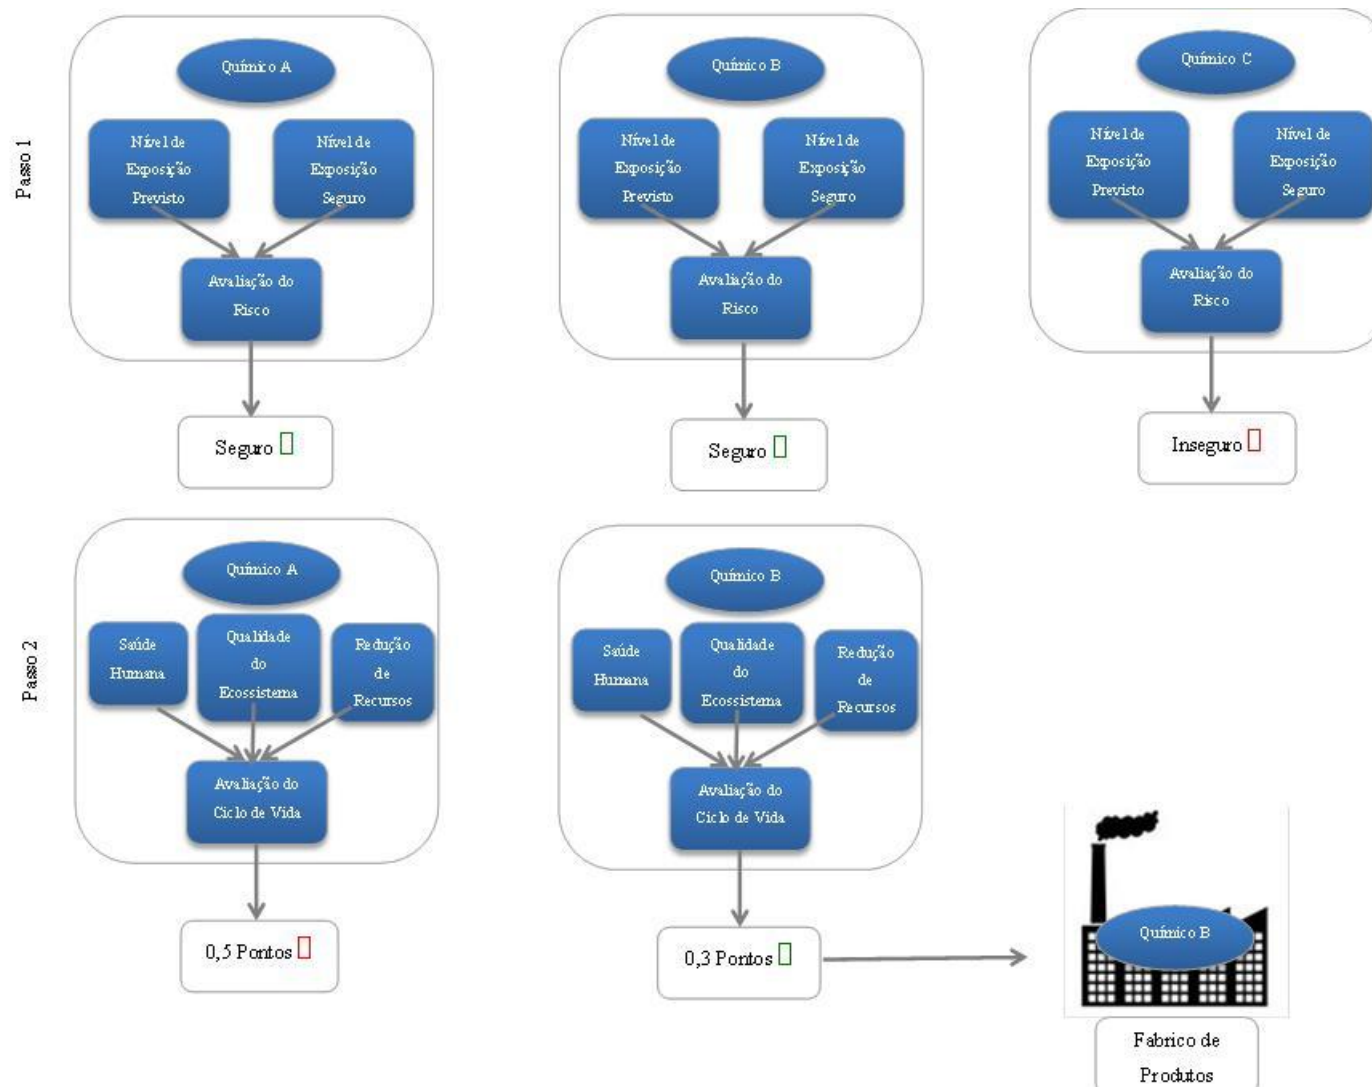 Passo 1
Químico A
Nível de
Exposição
Previsto
Nível de
Exposição
Seguro
Avaliação do
Risco
Seguro
Químico B
Nível de
Exposição
Previsto
Nível de
Exposição
Seguro
Avaliação do
Risco
Seguro
Químico C
Nível de
Exposição
Previsto
Nível de
Exposição
Seguro
Avaliação do
Risco
Inseguro
Passo 2
Químico A
Saúde
Humana
Qualidade
do
Ecossistema
Redução
de
Recursos
Avaliação do
Ciclo de Vida
0,5 Pontos
Químico B
Saúde
Humana
Qualidade
do
Ecossistema
Redução
de
Recursos
Avaliação do
Ciclo de Vida
0,3 Pontos
Químico B
Fabrico de
Produtos